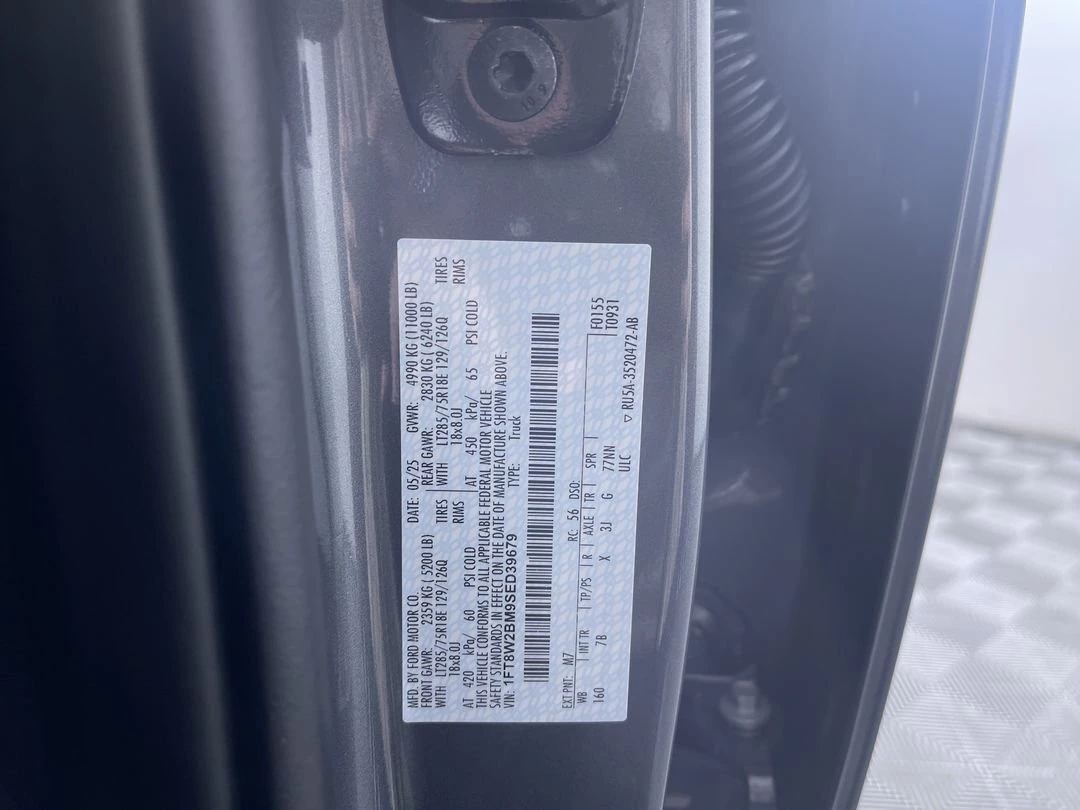 10.9
MFD. BY FORD MOTOR CO.
DATE: 05/25 GVWR: 4990 KG (11000 LB)
FRONT GAWR: 2359 KG ( 5200 LB) REAR GAWR: 2830 KG ( 6240 LB)
WITH LT285/75R18E 129/126Q TIRES WITH LT285/75R18E 129/126Q TIRES
18x8.0J RIMS 18x8.0J RIMS
AT 420 kPa/ 60 PSI COLD AT 450 kPa/ 65 PSI COLD
THIS VEHICLE CONFORMS TO ALL APPLICABLE FEDERAL MOTOR VEHICLE
SAFETY STANDARDS IN EFFECT ON THE DATE OF MANUFACTURE SHOWN ABOVE.
VIN: 1FT8W2BM9SED39679 TYPE: Truck
EXT PNT: M7 RC: 56 DSO: F0155
WB INT TR TP/PS R AXLE TR SPR T0931
160 7B X 3J G 77NN
ULC
▽ RU5A-3520472-AB